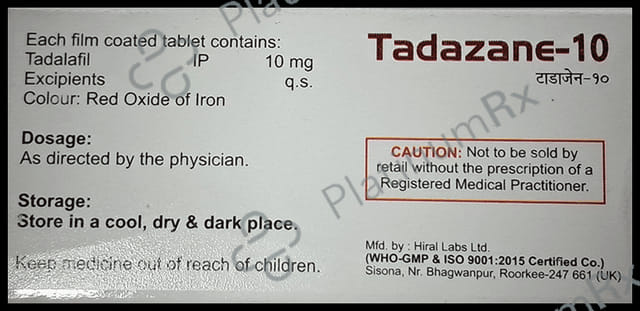 Each film coated tablet contains:
Tadalafil IP 10 mg
Excipients q.s.
Colour: Red Oxide of Iron
Dosage:
As directed by the physician.
Storage:
Store in a cool, dry & dark place.
Keep medicine out of reach of children.
Tadazane-10
टाडाजेन-१०
CAUTION: Not to be sold by
retail without the prescription of a
Registered Medical Practitioner.
Mfd. by : Hiral Labs Ltd.
(WHO-GMP & ISO 9001:2015 Certified Co.)
Sisona, Nr. Bhagwanpur, Roorkee-247 661 (UK)
PlatinumRx